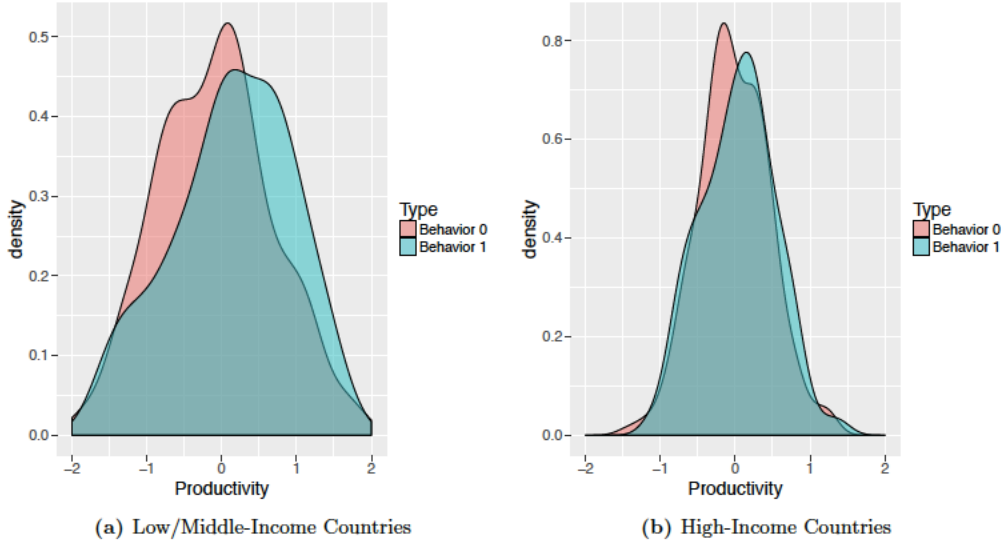 0.5
0.4
0.3
0.2
0.1
0.0
density
−2
−1
0
1
2
Productivity
Type
Behavior 0
Behavior 1
(a) Low/Middle-Income Countries
0.8
0.6
0.4
0.2
0.0
density
−2
−1
0
1
2
Productivity
Type
Behavior 0
Behavior 1
(b) High-Income Countries